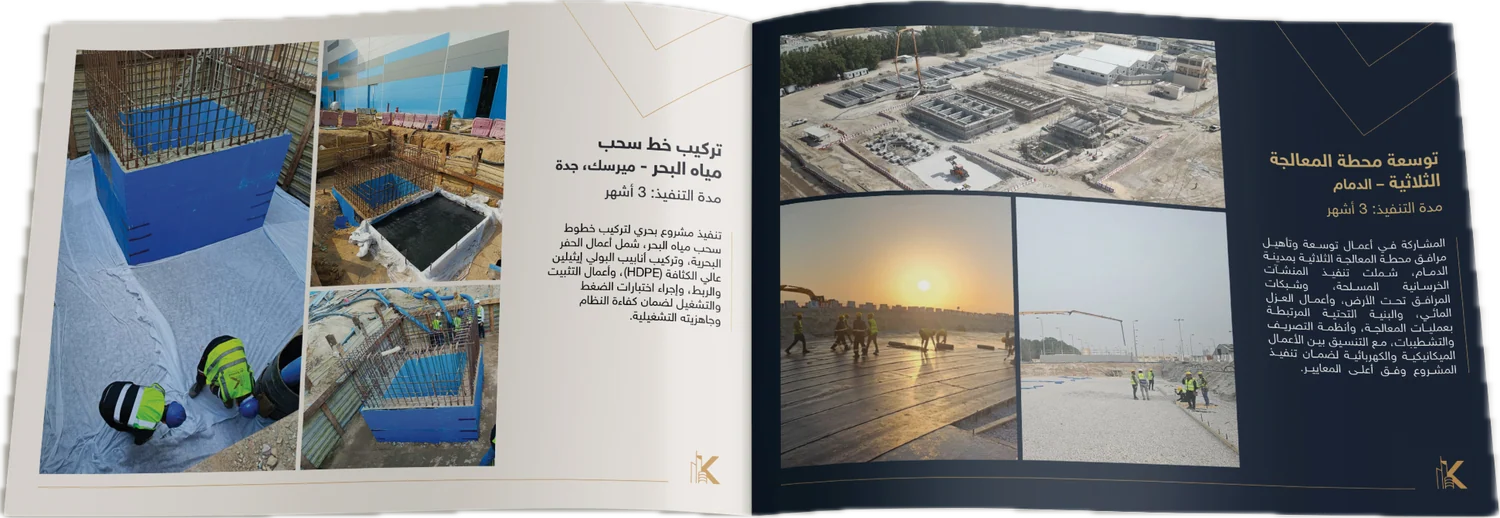 توسعة محطة المعالجة
الثلاثية – الدمام
مدة التنفيذ: 3 أشهر
المشاركة في أعمال توسعة وتأهيل
مرافق محطة المعالجة الثلاثية بمدينة
الدمام، شملت تنفيذ المنشآت
الخرسانية المسلحة، وشبكات
المرافق تحت الأرض، وأعمال العزل
المائي، والبنية التحتية المرتبطة
بعمليات المعالجة، وأنظمة التصريف
والتشطيبات، مع التنسيق بين الأعمال
الميكانيكية والكهربائية لضمان تنفيذ
المشروع وفق أعلى المعايير.
K
تركيب خط سحب
مياه البحر - ميرسك، جدة
مدة التنفيذ: 3 أشهر
تنفيذ مشروع بحري لتركيب خطوط
سحب مياه البحر، شمل أعمال الحفر
البحرية، وتركيب أنابيب البولي إيثيلين
عالي الكثافة (HDPE)، وأعمال التثبيت
والربط، وإجراء اختبارات الضغط
والتشغيل لضمان كفاءة النظام
وجاهزيته التشغيلية.
K